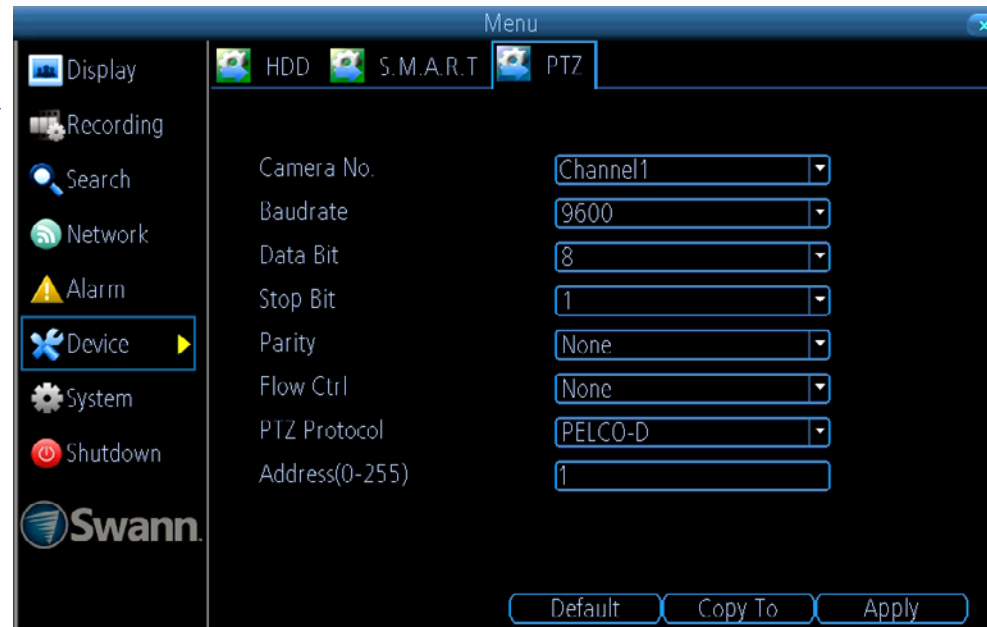 Menu
Display
Recording
Search
Network
Alarm
Device
System
Shutdown
Swann.
HDD S.M.A.R.T PTZ
Camera No. Channel1
Baudrate 9600
Data Bit 8
Stop Bit 1
Parity None
Flow Ctrl None
PTZ Protocol PELCO-D
Address(0-255) 1
Default Copy To Apply